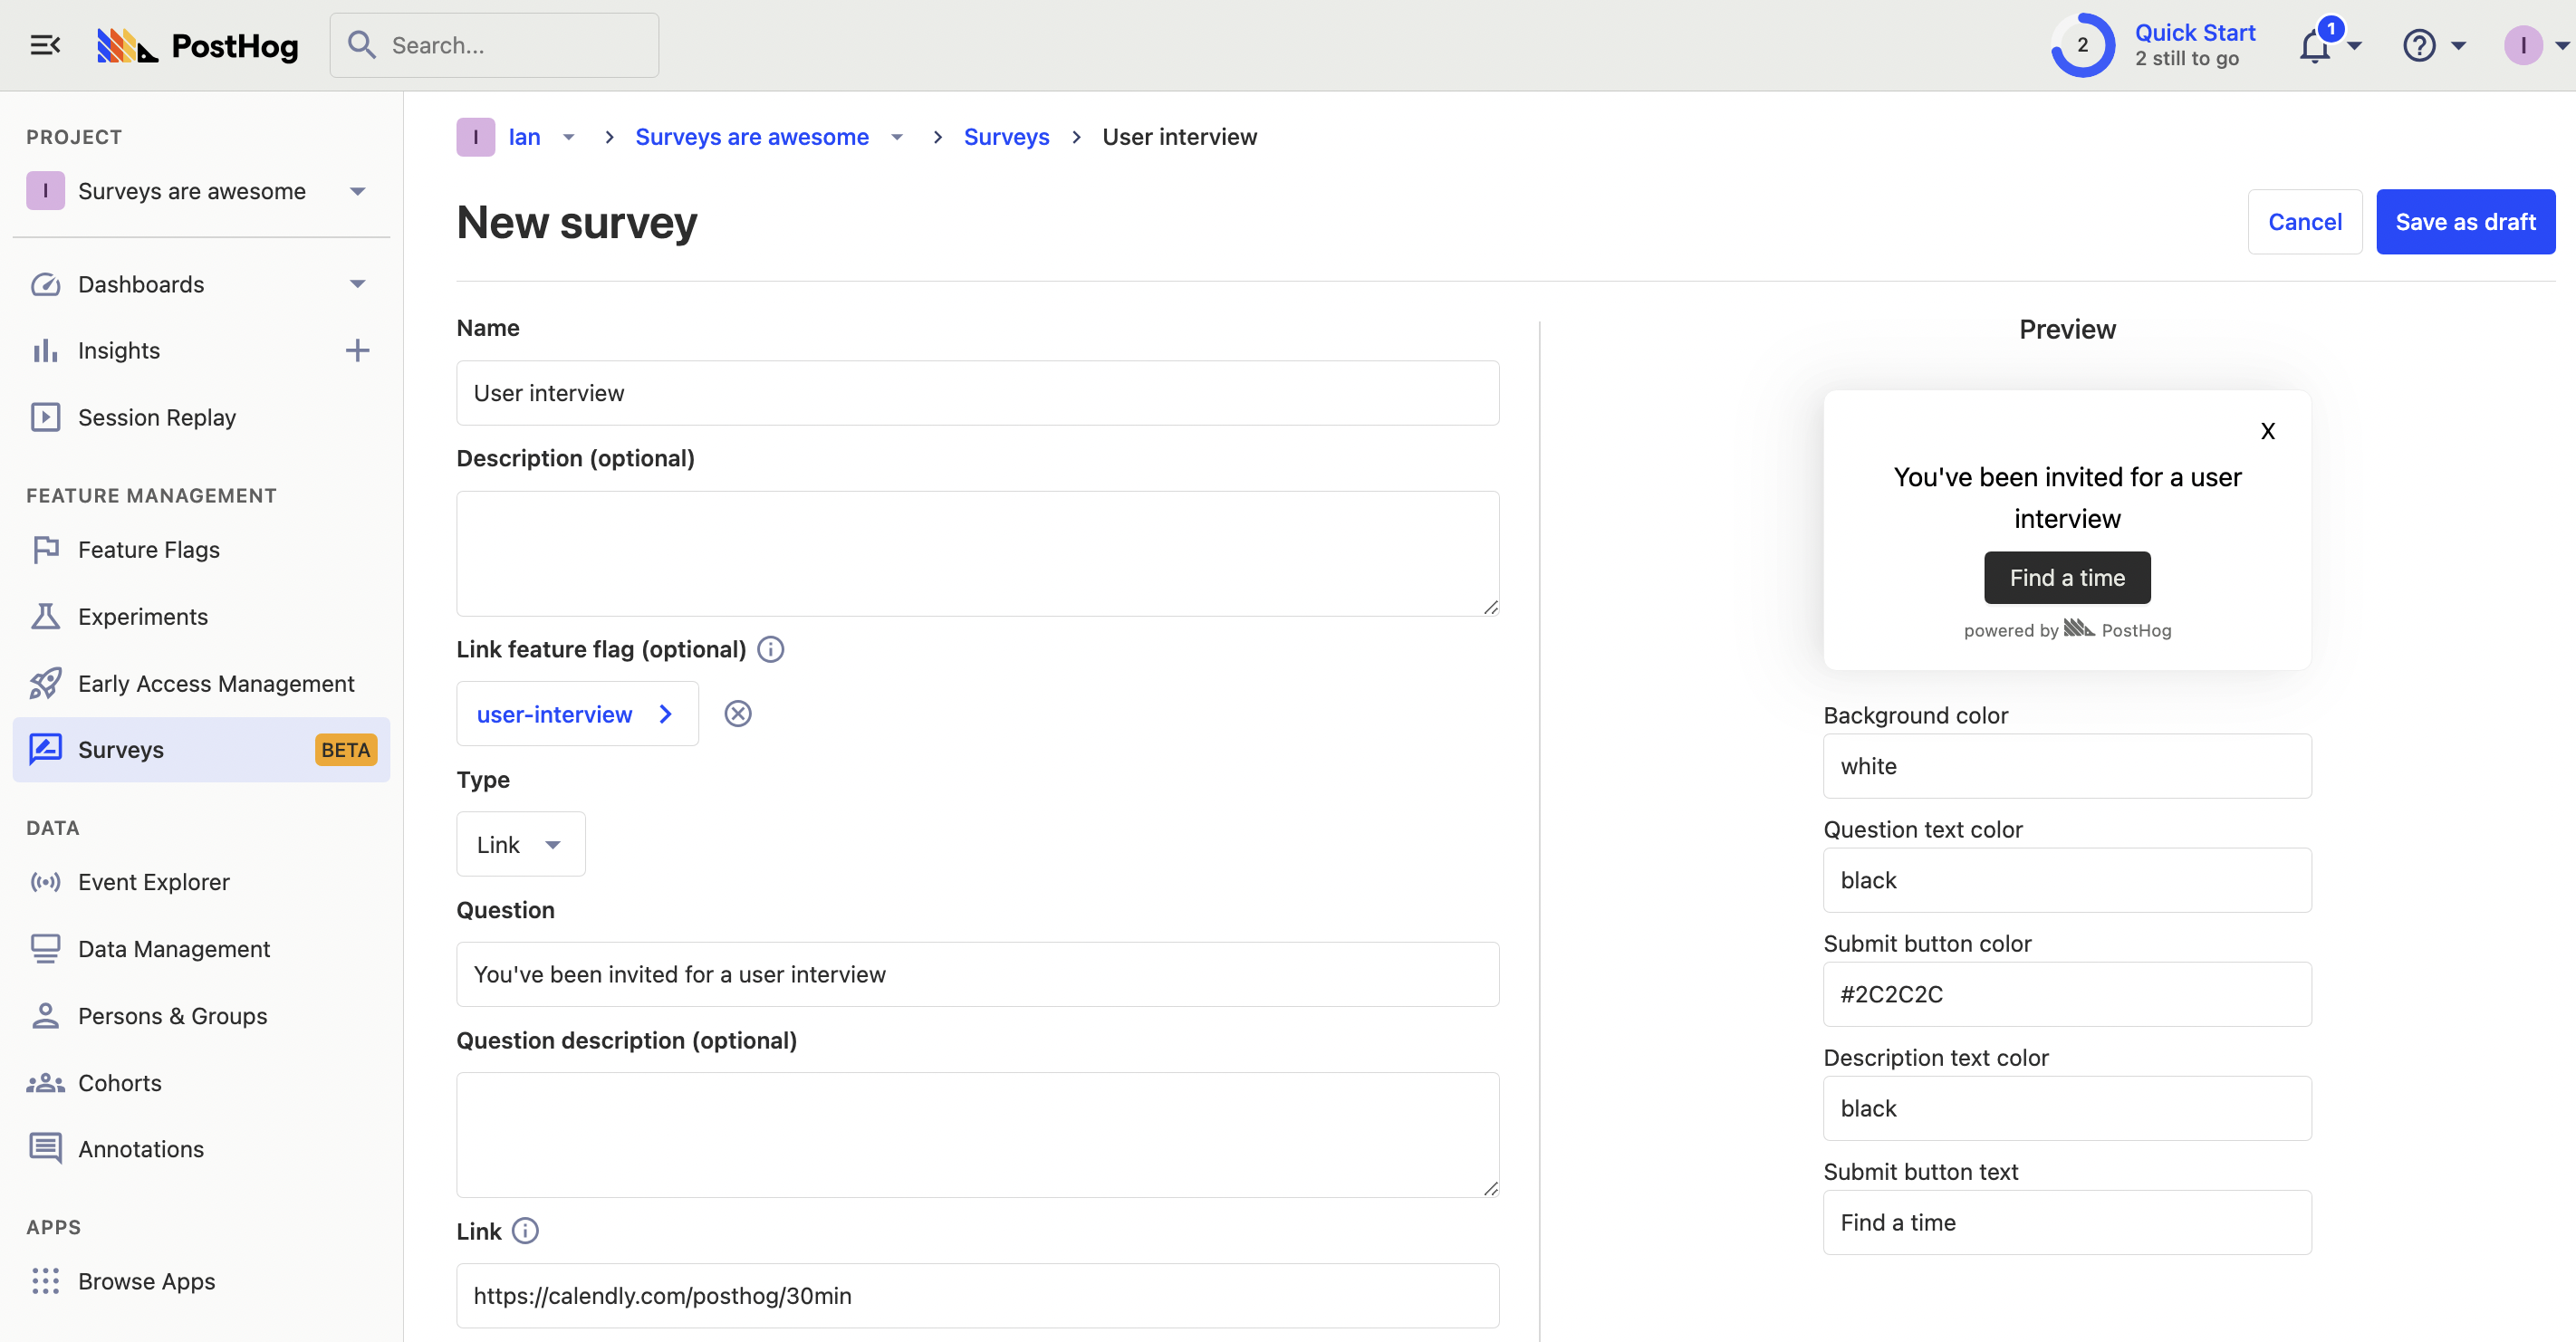 PostHog
Search...
2
Quick Start
2 still to go
1
I
PROJECT
I Surveys are awesome
Dashboards
Insights
Session Replay
FEATURE MANAGEMENT
Feature Flags
Experiments
Early Access Management
Surveys BETA
DATA
Event Explorer
Data Management
Persons & Groups
Cohorts
Annotations
APPS
Browse Apps
I Ian > Surveys are awesome > Surveys > User interview
New survey
Cancel
Save as draft
Name
User interview
Description (optional)
Link feature flag (optional)
user-interview
Type
Link
Question
You've been invited for a user interview
Question description (optional)
Link
https://calendly.com/posthog/30min
Preview
X
You've been invited for a user
interview
Find a time
powered by PostHog
Background color
white
Question text color
black
Submit button color
#2C2C2C
Description text color
black
Submit button text
Find a time